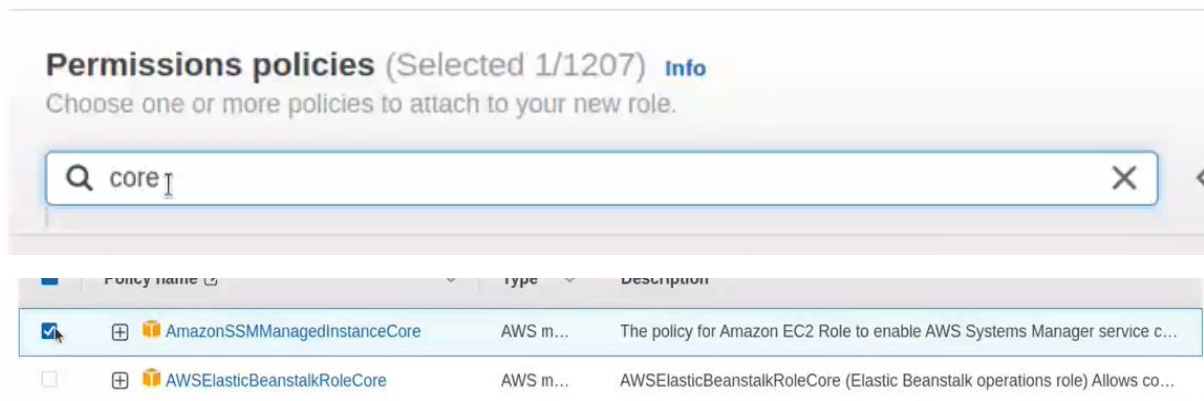 Permissions policies (Selected 1/1207) Info
Choose one or more policies to attach to your new role.
core
Policy name Type Description
AmazonSSMManagedInstanceCore AWS m... The policy for Amazon EC2 Role to enable AWS Systems Manager service c...
AWSElasticBeanstalkRoleCore AWS m... AWSElasticBeanstalkRoleCore (Elastic Beanstalk operations role) Allows co...